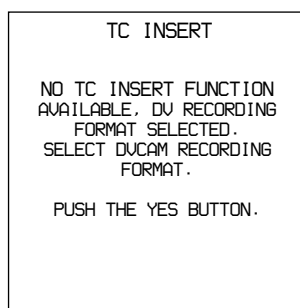 TC INSERT
NO TC INSERT FUNCTION
AVAILABLE, DV RECORDING
FORMAT SELECTED.
SELECT DVCAM RECORDING
FORMAT.
PUSH THE YES BUTTON.